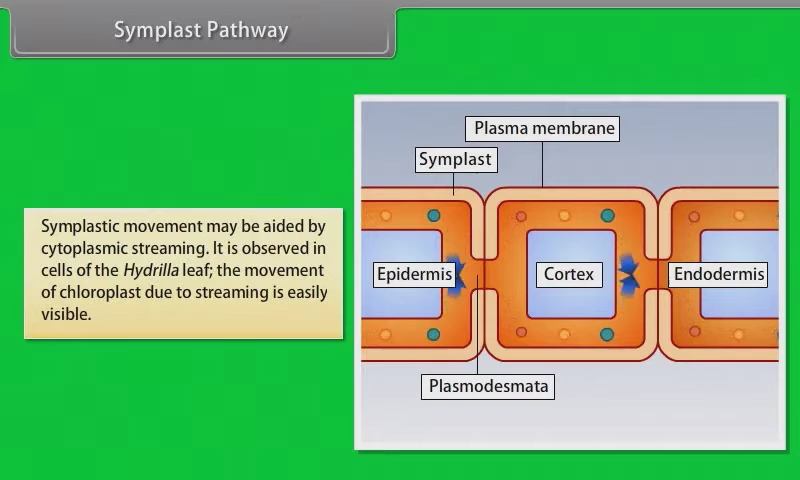 Symplast Pathway
Symplastic movement may be aided by
cytoplasmic streaming. It is observed in
cells of the Hydrilla leaf; the movement
of chloroplast due to streaming is easily
visible.
Plasma membrane
Symplast
Epidermis
Cortex
Endodermis
Plasmodesmata